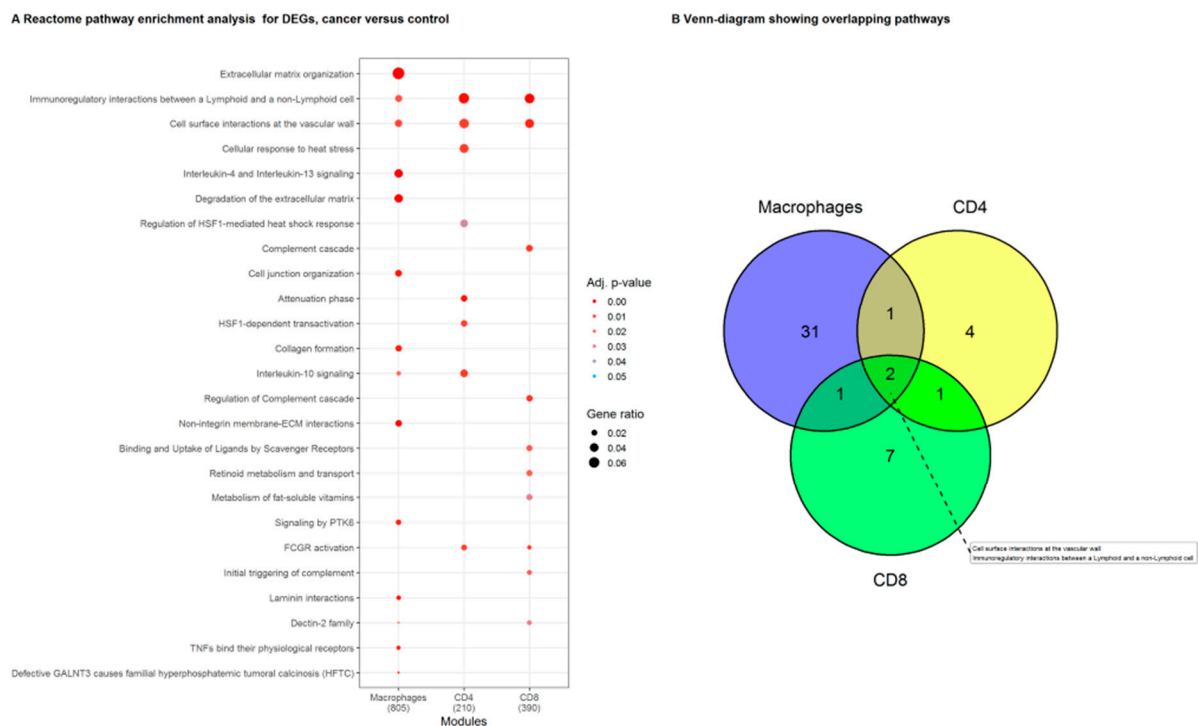 A Reactome pathway enrichment analysis for DEGs, cancer versus control
Extracellular matrix organization
Immunoregulatory interactions between a Lymphoid and a non-Lymphoid cell
Cell surface interactions at the vascular wall
Cellular response to heat stress
Interleukin-4 and Interleukin-13 signaling
Degradation of the extracellular matrix
Regulation of HSF1-mediated heat shock response
Complement cascade
Cell junction organization
Attenuation phase
HSF1-dependent transactivation
Collagen formation
Interleukin-10 signaling
Regulation of Complement cascade
Non-integrin membrane-ECM interactions
Binding and Uptake of Ligands by Scavenger Receptors
Retinoid metabolism and transport
Metabolism of fat-soluble vitamins
Signaling by PTK6
FCGR activation
Initial triggering of complement
Laminin interactions
Dectin-2 family
TNFs bind their physiological receptors
Defective GALNT3 causes familial hyperphosphatemic tumoral calcinosis (HFTC)
Macrophages CD4 CD8
(805) (210) (390)
Modules
Adj. p-value
0.00
0.01
0.02
0.03
0.04
0.05
Gene ratio
0.02
0.04
0.06
B Venn-diagram showing overlapping pathways
Macrophages CD4
31 1 4
2
1 1
7
Cell surface interactions at the vascular wall
Immunoregulatory interactions between a Lymphoid and a non-Lymphoid cell
CD8